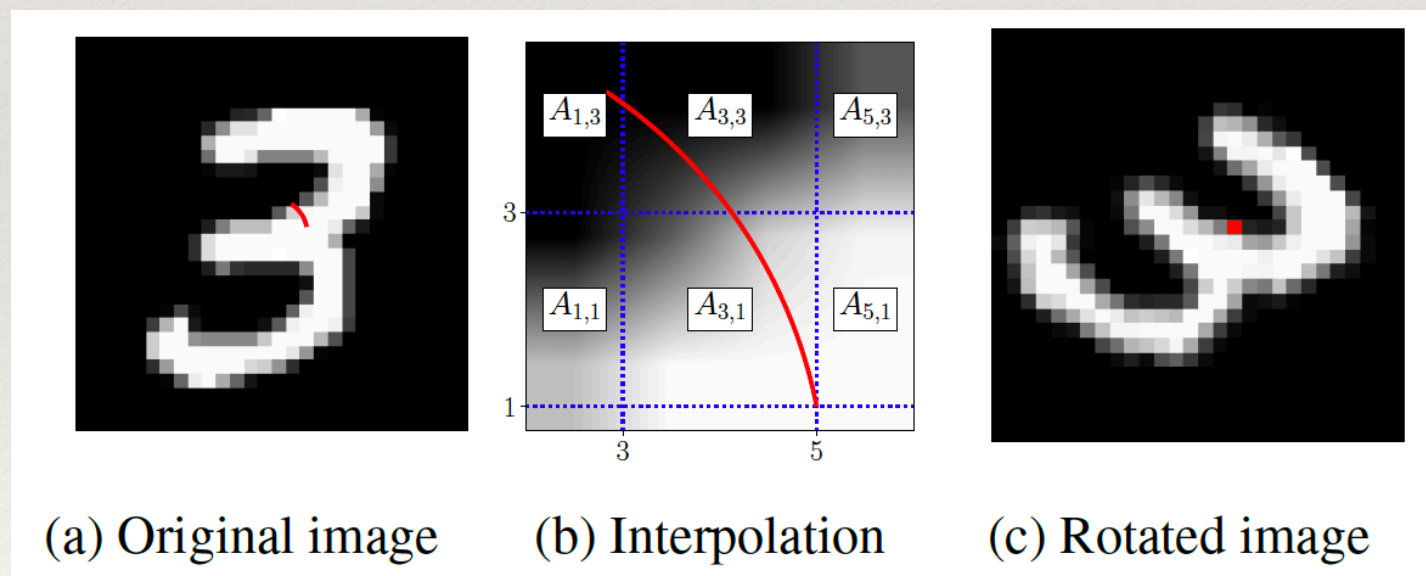 A1,3 A3,3 A5,3
3
A1,1 A3,1 A5,1
1
3 5
(a) Original image (b) Interpolation (c) Rotated image